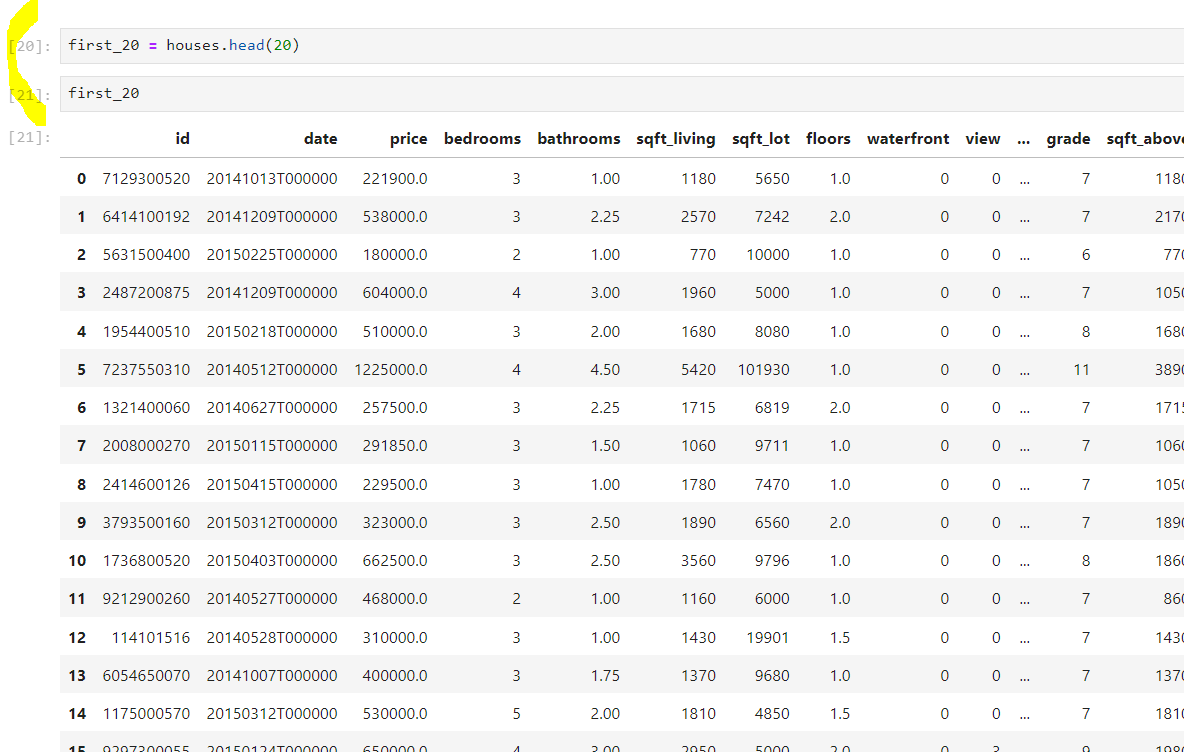 [20]: first_20 = houses.head(20)
[21]: first_20
[21]:
id date price bedrooms bathrooms sqft_living sqft_lot floors waterfront view ... grade sqft_above
0 7129300520 20141013T000000 221900.0 3 1.00 1180 5650 1.0 0 0 ... 7 1180
1 6414100192 20141209T000000 538000.0 3 2.25 2570 7242 2.0 0 0 ... 7 2170
2 5631500400 20150225T000000 180000.0 2 1.00 770 10000 1.0 0 0 ... 6 770
3 2487200875 20141209T000000 604000.0 4 3.00 1960 5000 1.0 0 0 ... 7 1050
4 1954400510 20150218T000000 510000.0 3 2.00 1680 8080 1.0 0 0 ... 8 1680
5 7237550310 20140512T000000 1225000.0 4 4.50 5420 101930 1.0 0 0 ... 11 3890
6 1321400060 20140627T000000 257500.0 3 2.25 1715 6819 2.0 0 0 ... 7 1715
7 2008000270 20150115T000000 291850.0 3 1.50 1060 9711 1.0 0 0 ... 7 1060
8 2414600126 20150415T000000 229500.0 3 1.00 1780 7470 1.0 0 0 ... 7 1050
9 3793500160 20150312T000000 323000.0 3 2.50 1890 6560 2.0 0 0 ... 7 1890
10 1736800520 20150403T000000 662500.0 3 2.50 3560 9796 1.0 0 0 ... 8 1860
11 9212900260 20140527T000000 468000.0 2 1.00 1160 6000 1.0 0 0 ... 7 860
12 114101516 20140528T000000 310000.0 3 1.00 1430 19901 1.5 0 0 ... 7 1430
13 6054650070 20141007T000000 400000.0 3 1.75 1370 9680 1.0 0 0 ... 7 1370
14 1175000570 20150312T000000 530000.0 5 2.00 1810 4850 1.5 0 0 ... 7 1810
15 9297300055 20150124T000000 650000.0 4 3.00 2950 5000 2.0 0 3 ... 9 1980